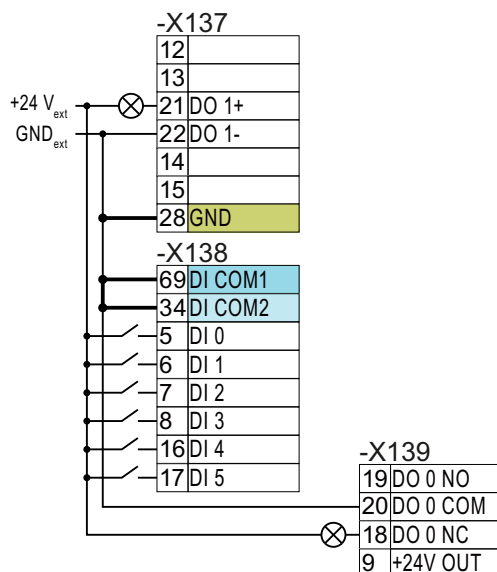 -X137
12
13
+24 Vext
21 DO 1+
GNDext
22 DO 1-
14
15
28 GND
-X138
69 DI COM1
34 DI COM2
5 DI 0
6 DI 1
7 DI 2
8 DI 3
16 DI 4
17 DI 5
-X139
19 DO 0 NO
20 DO 0 COM
18 DO 0 NC
9 +24V OUT